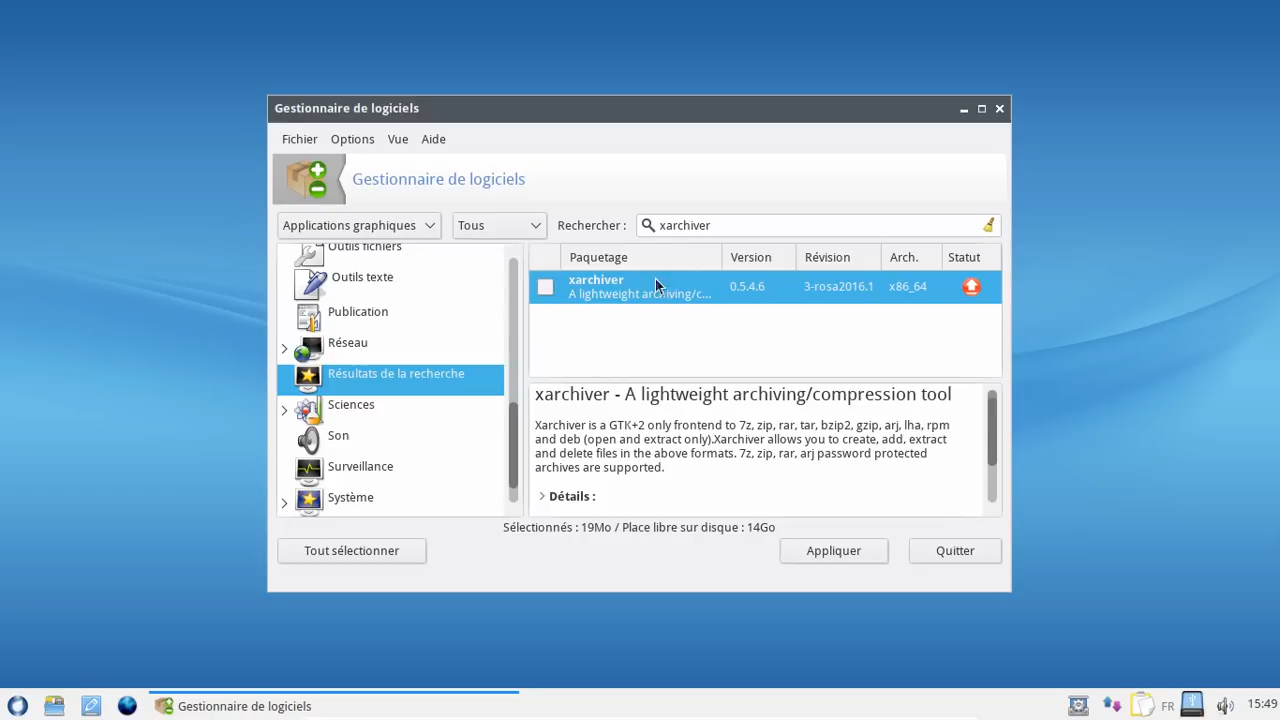 Gestionnaire de logiciels
Fichier Options Vue Aide
Gestionnaire de logiciels
Applications graphiques Tous Rechercher : xarchiver
Outils fichiers
Outils texte
Publication
Réseau
Résultats de la recherche
Sciences
Son
Surveillance
Système
Paquetage Version Révision Arch. Statut
xarchiver 0.5.4.6 3-rosa2016.1 x86_64
A lightweight archiving/c...
xarchiver - A lightweight archiving/compression tool
Xarchiver is a GTK+2 only frontend to 7z, zip, rar, tar, bzip2, gzip, arj, lha, rpm
and deb (open and extract only).Xarchiver allows you to create, add, extract
and delete files in the above formats. 7z, zip, rar, arj password protected
archives are supported.
Détails :
Sélectionnés : 19Mo / Place libre sur disque : 14Go
Tout sélectionner Appliquer Quitter
Gestionnaire de logiciels FR 15:49